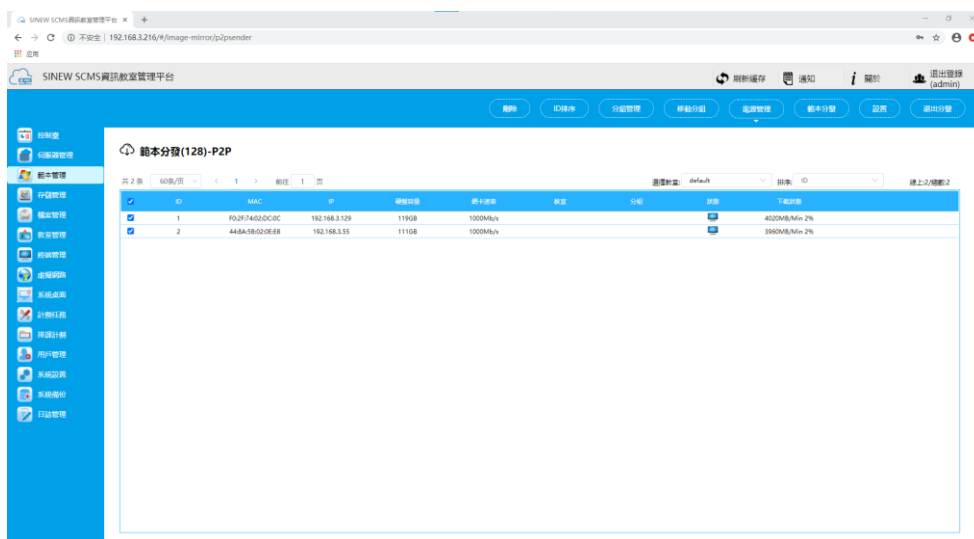 SINEW SCMS資訊教室管理平台
不安全 | 192.168.3.216/#/image-mirror/p2psender
应用
SINEW SCMS資訊教室管理平台 刷新緩存 通知 關於 退出登錄
(admin)
刪除 ID排序 分組管理 移動分組 電源管理 範本分發 設置 退出分發
控制臺
伺服器管理
範本管理
存儲管理
檔案管理
教室管理
終端管理
虛擬網路
系統桌面
計劃任務
排課計劃
用戶管理
系統設置
系統備份
日誌管理
範本分發(128)-P2P
共 2 条 60条/页 1 前往 1 页 選擇教室: default 排序: ID 線上:2/總數:2
ID MAC IP 硬盤容量 網卡速率 教室 分組 狀態 下載狀態
1 F0:2F:74:02:DC:0C 192.168.3.129 119GB 1000Mb/s 4020MB/Min 2%
2 44:8A:5B:02:0E:EB 192.168.3.55 111GB 1000Mb/s 3960MB/Min 2%